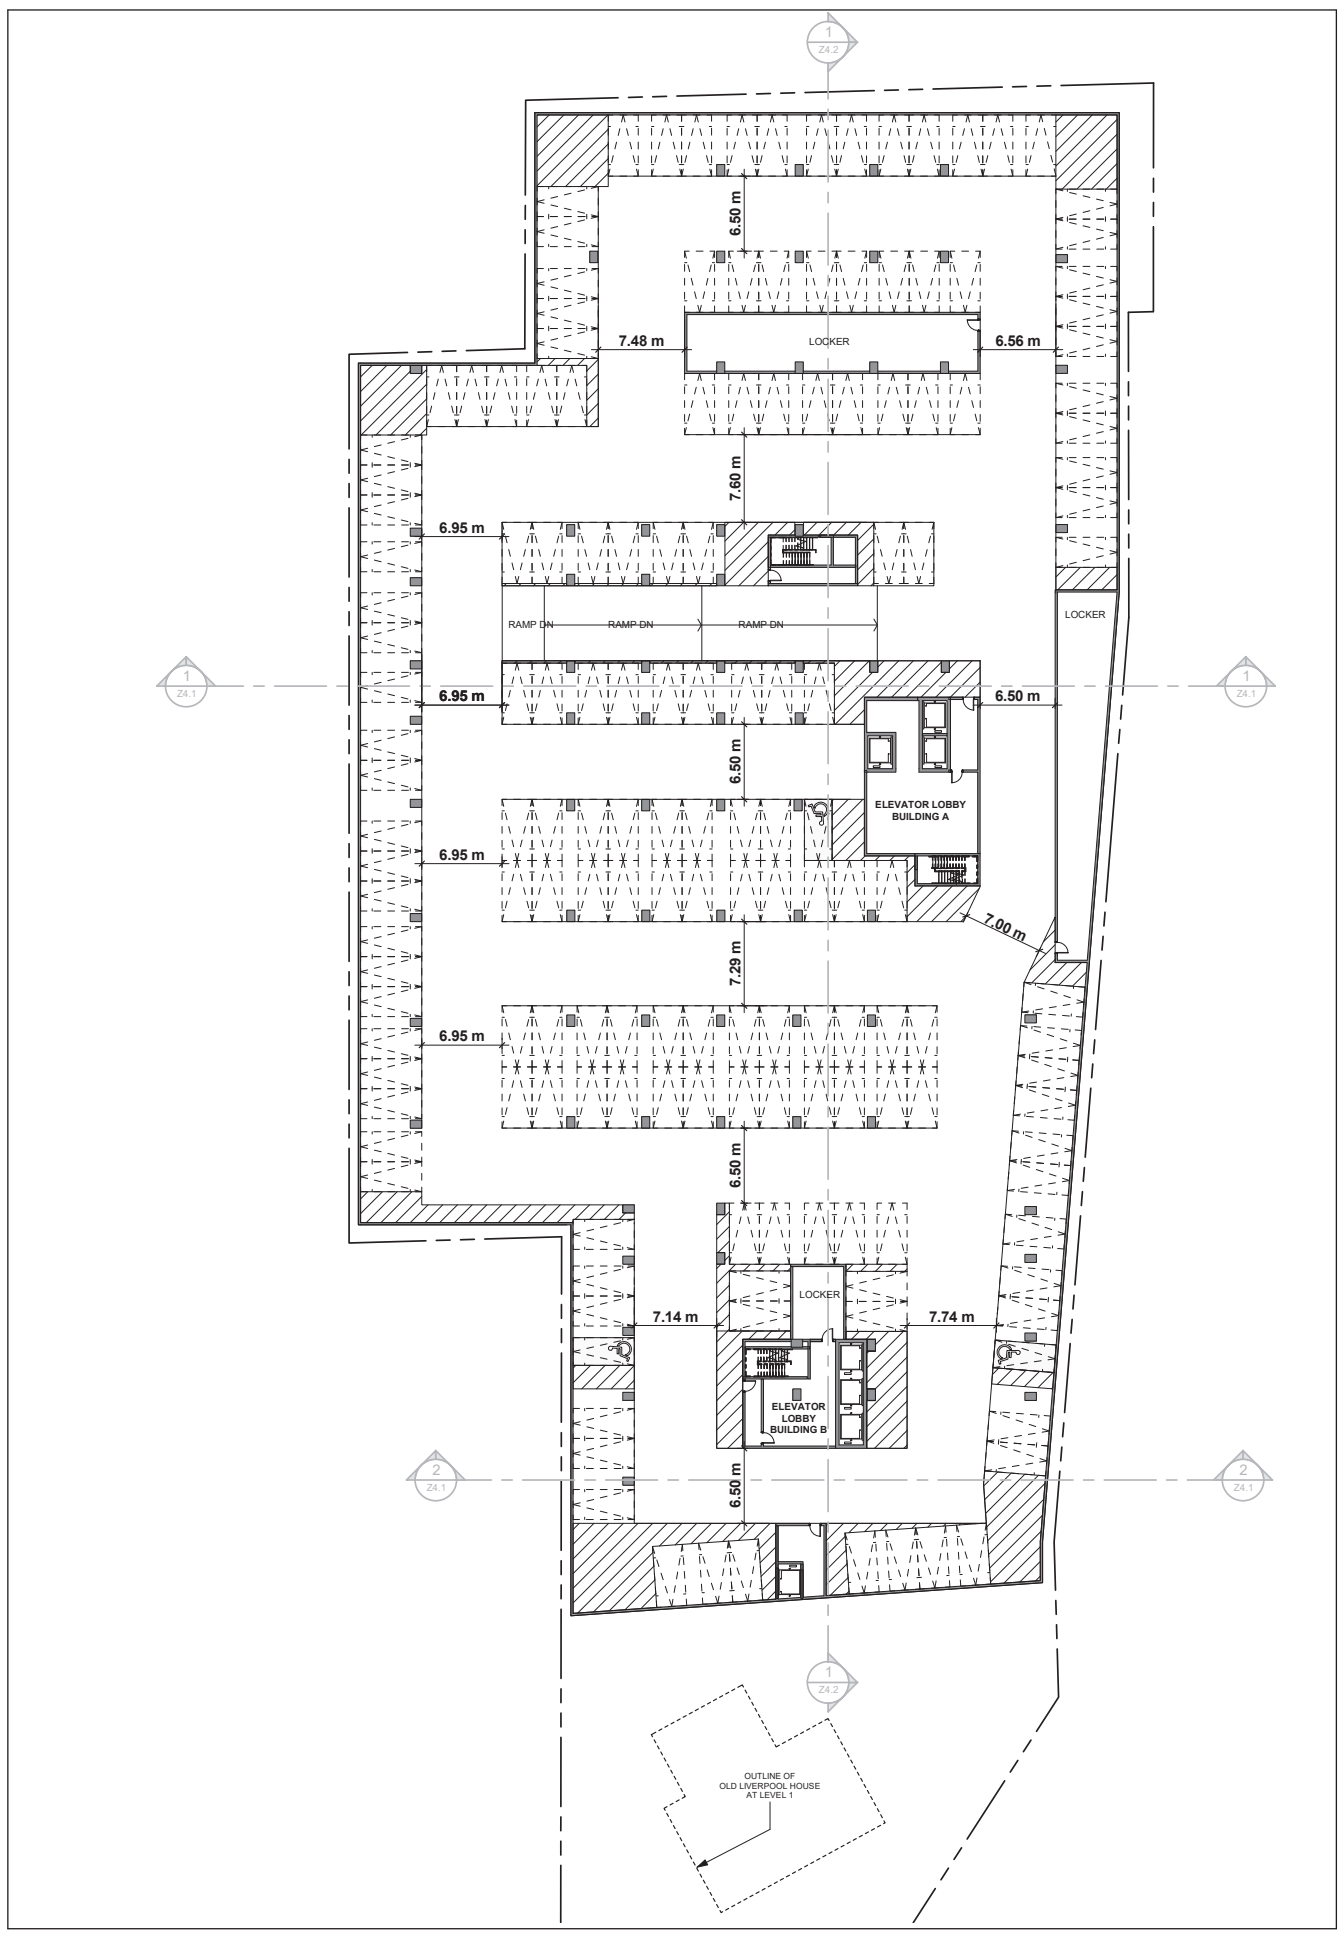 1
Z4.2
6.50 m
LOCKER
7.48 m
6.56 m
7.60 m
6.95 m
LOCKER
RAMP DN
RAMP DN
RAMP DN
1
Z4.1
1
Z4.1
6.95 m
6.50 m
6.50 m
ELEVATOR LOBBY
BUILDING A
6.95 m
7.00 m
7.29 m
6.95 m
6.50 m
LOCKER
7.14 m
7.74 m
ELEVATOR
LOBBY
BUILDING B
2
Z4.1
2
Z4.1
6.50 m
1
Z4.2
OUTLINE OF
OLD LIVERPOOL HOUSE
AT LEVEL 1